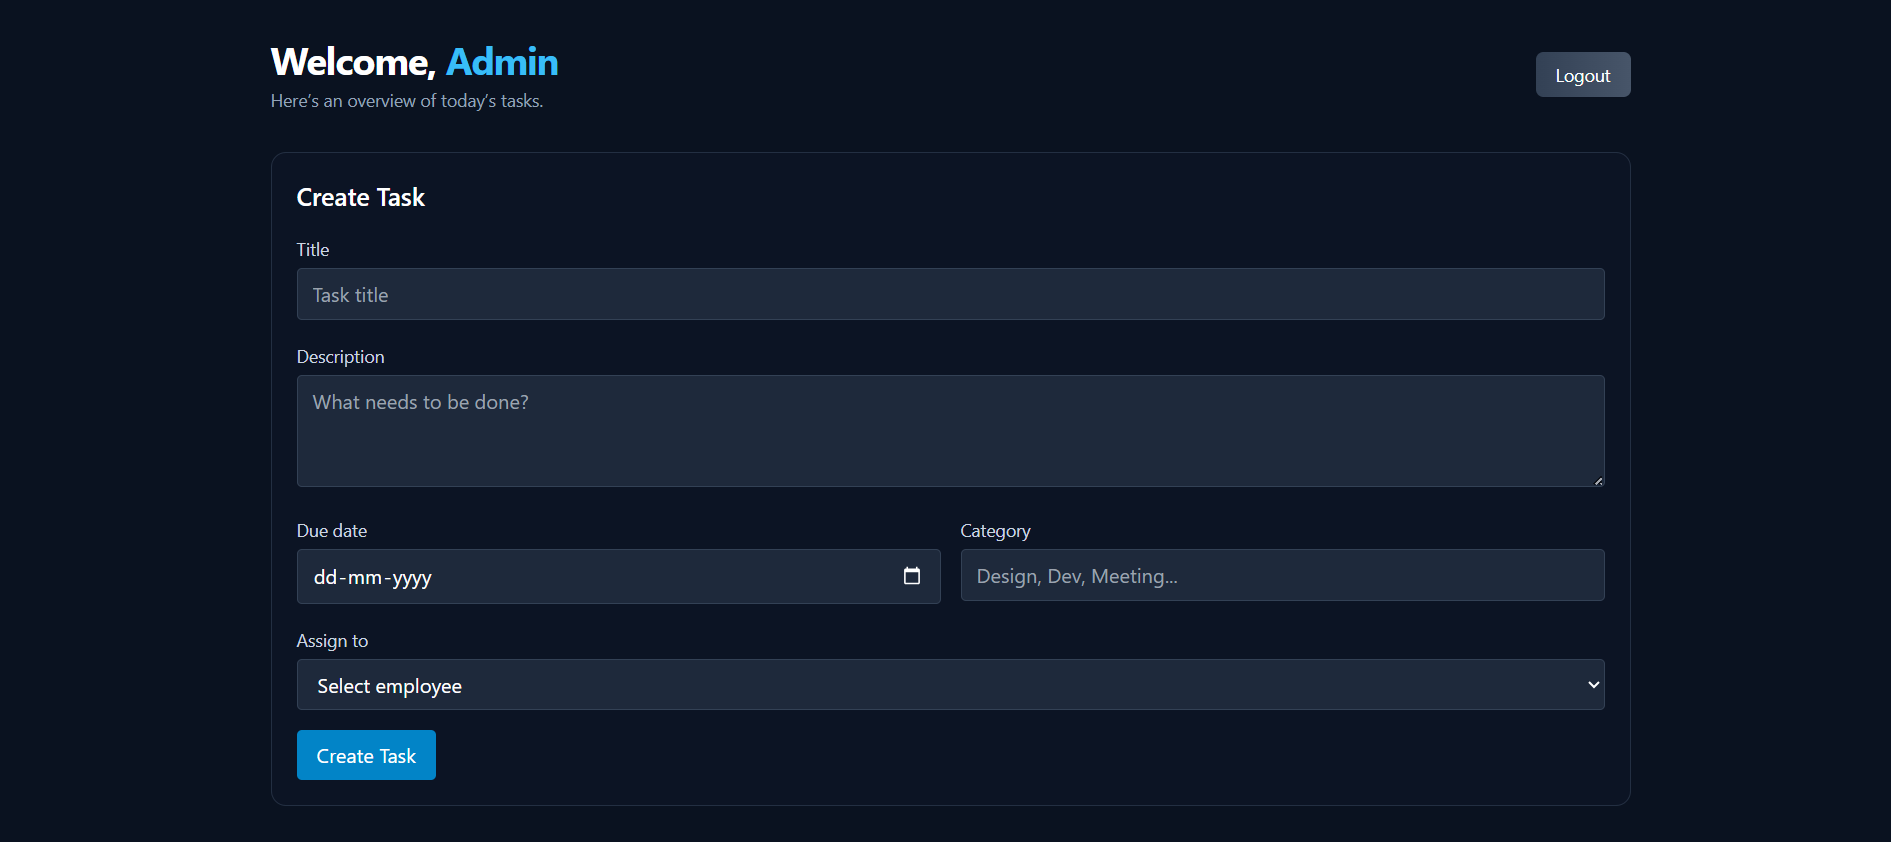 Welcome, Admin
Logout
Here’s an overview of today’s tasks.
Create Task
Title
Task title
Description
What needs to be done?
Due date
Category
dd-mm-yyyy
Design, Dev, Meeting...
Assign to
Select employee
Create Task